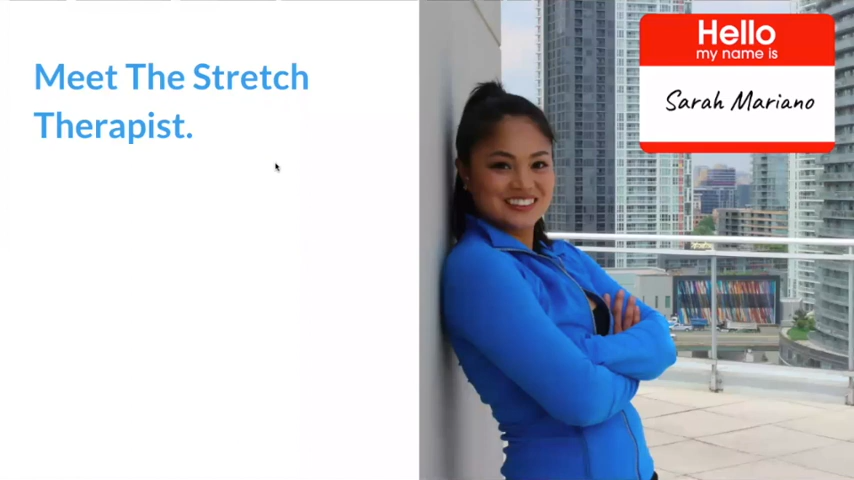 Meet The Stretch
Therapist.
Hello
my name is
Sarah Mariano